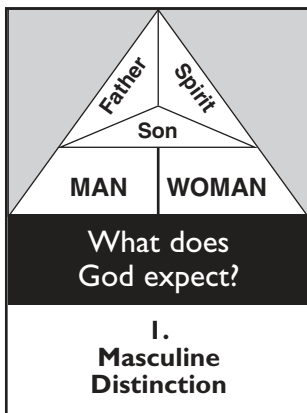 Father
Spirit
Son
MAN
WOMAN
What does
God expect?
1.
Masculine
Distinction